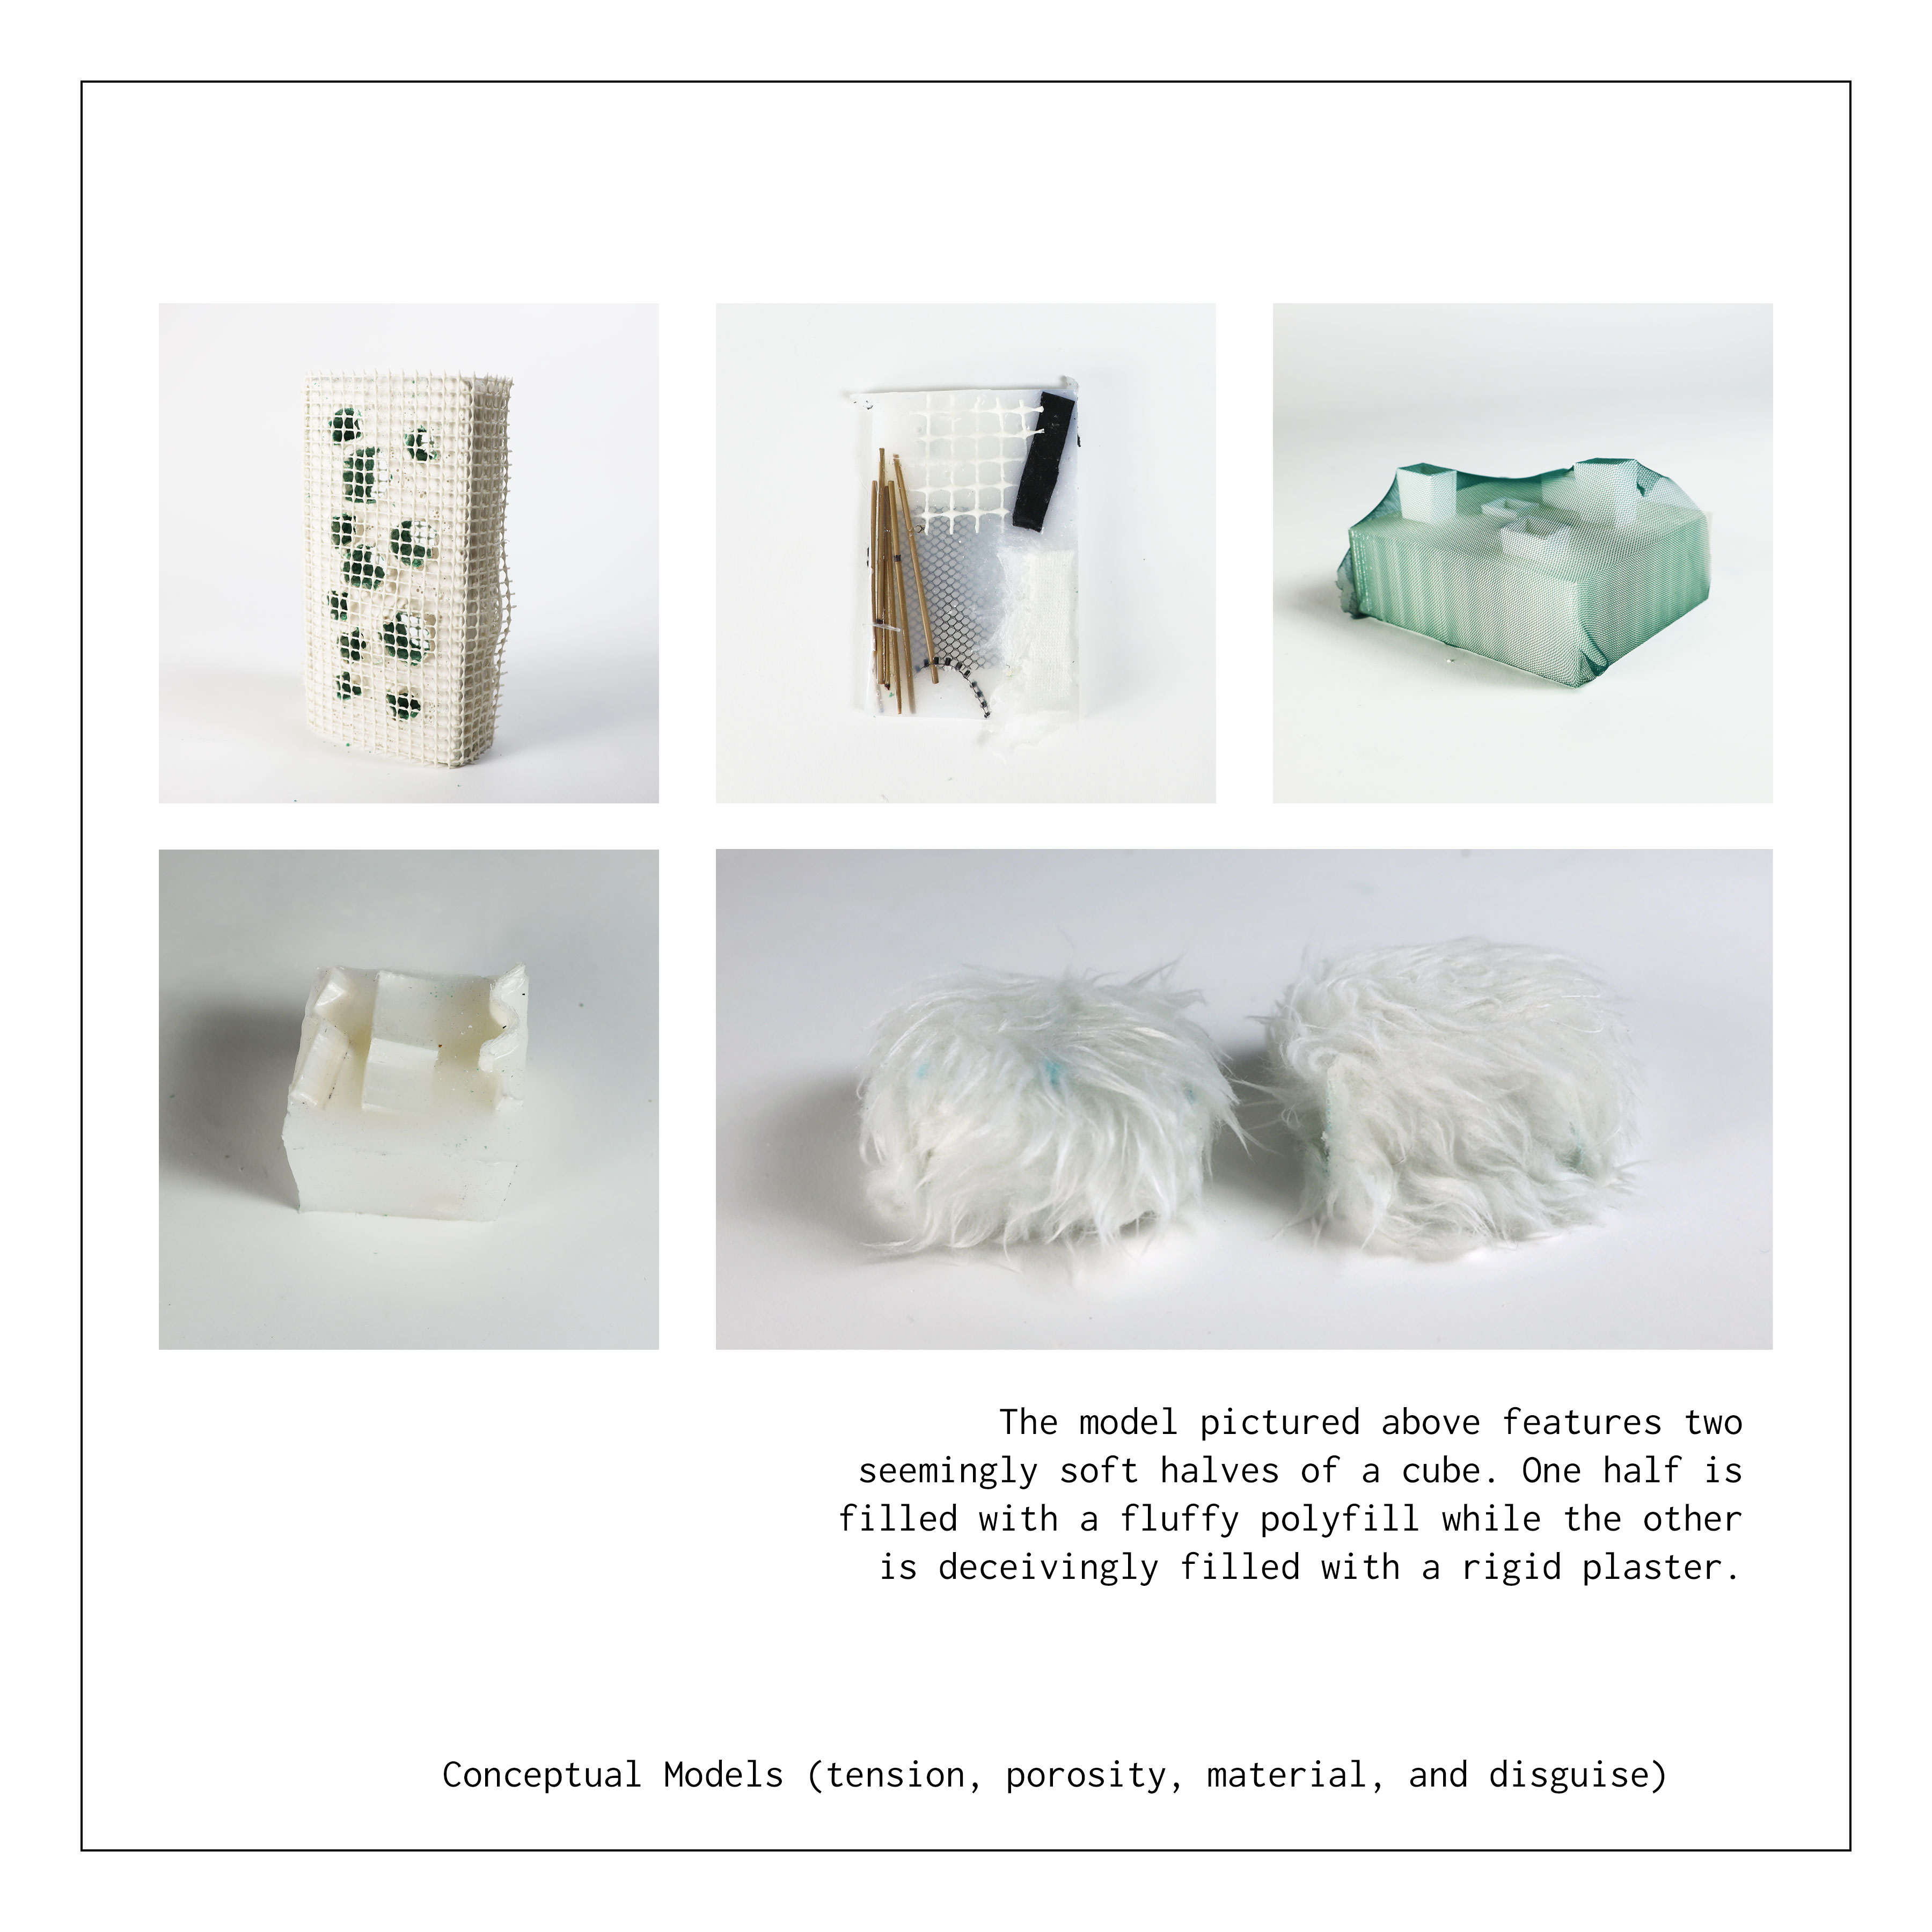 The model pictured above features two
seemingly soft halves of a cube. One half is
filled with a fluffy polyfill while the other
is deceivingly filled with a rigid plaster.
Conceptual Models (tension, porosity, material, and disguise)